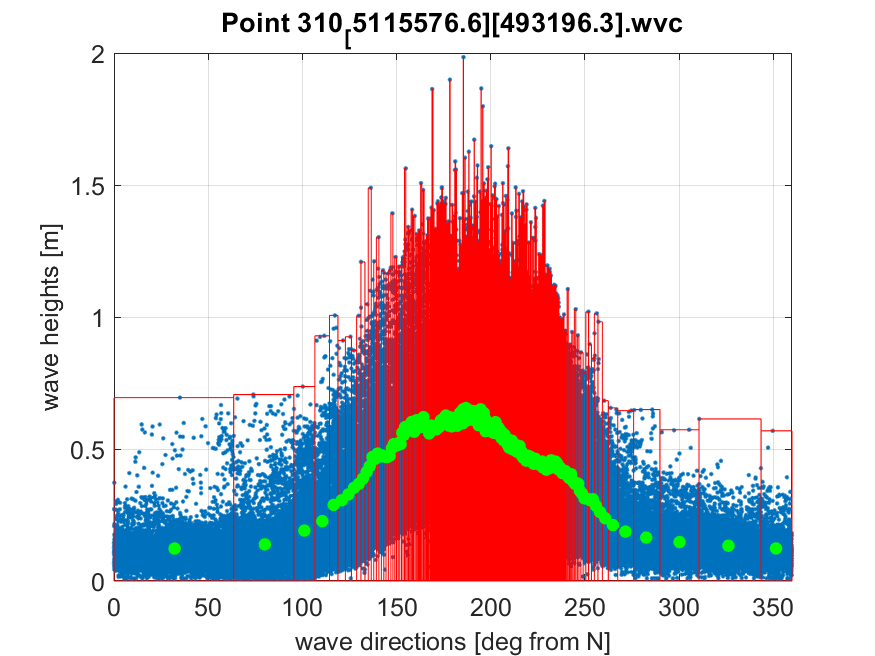 Point 310[5115576.6][493196.3].wvc
2
1.5
1
0.5
0
wave heights [m]
0 50 100 150 200 250 300 350
wave directions [deg from N]